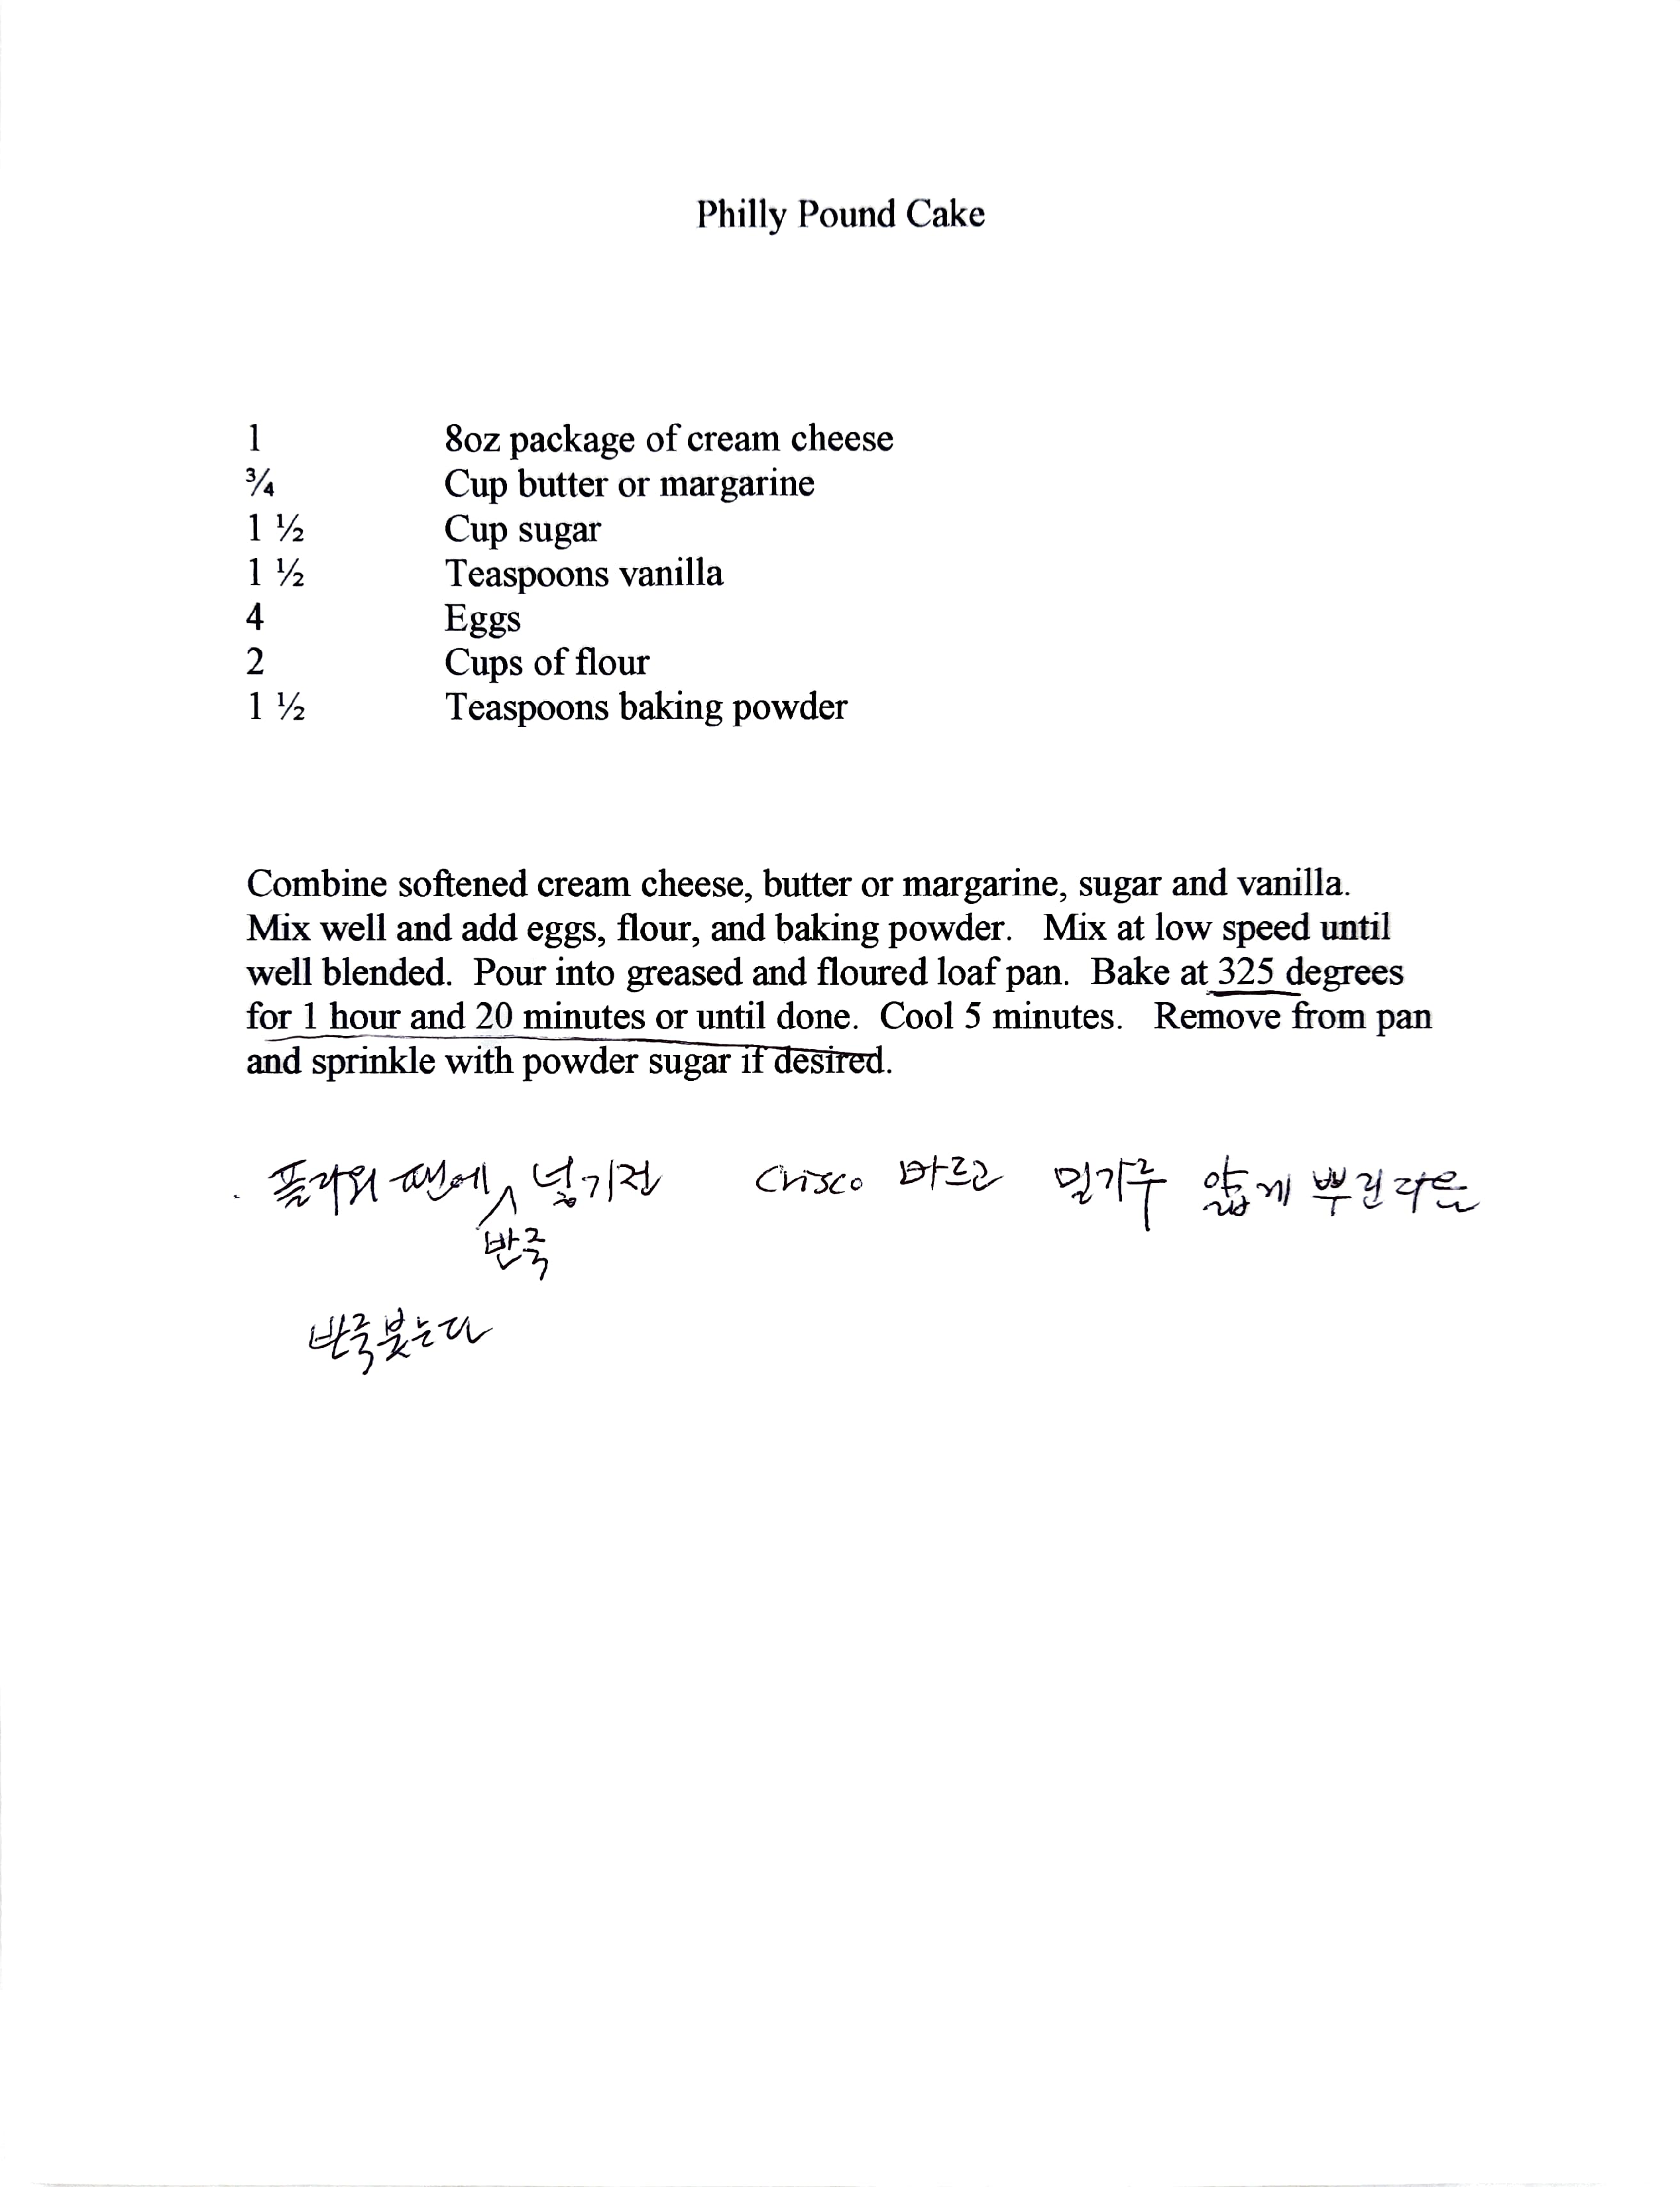 Philly Pound Cake
1 8oz package of cream cheese
¾ Cup butter or margarine
1 ½ Cup sugar
1 ½ Teaspoons vanilla
4 Eggs
2 Cups of flour
1 ½ Teaspoons baking powder
Combine softened cream cheese, butter or margarine, sugar and vanilla.
Mix well and add eggs, flour, and baking powder. Mix at low speed until
well blended. Pour into greased and floured loaf pan. Bake at 325 degrees
for 1 hour and 20 minutes or until done. Cool 5 minutes. Remove from pan
and sprinkle with powder sugar if desired.
플라워 팬에 넣기전 Crisco 바르고 밀가루 얇게 뿌린다음
반죽
반죽붓는다